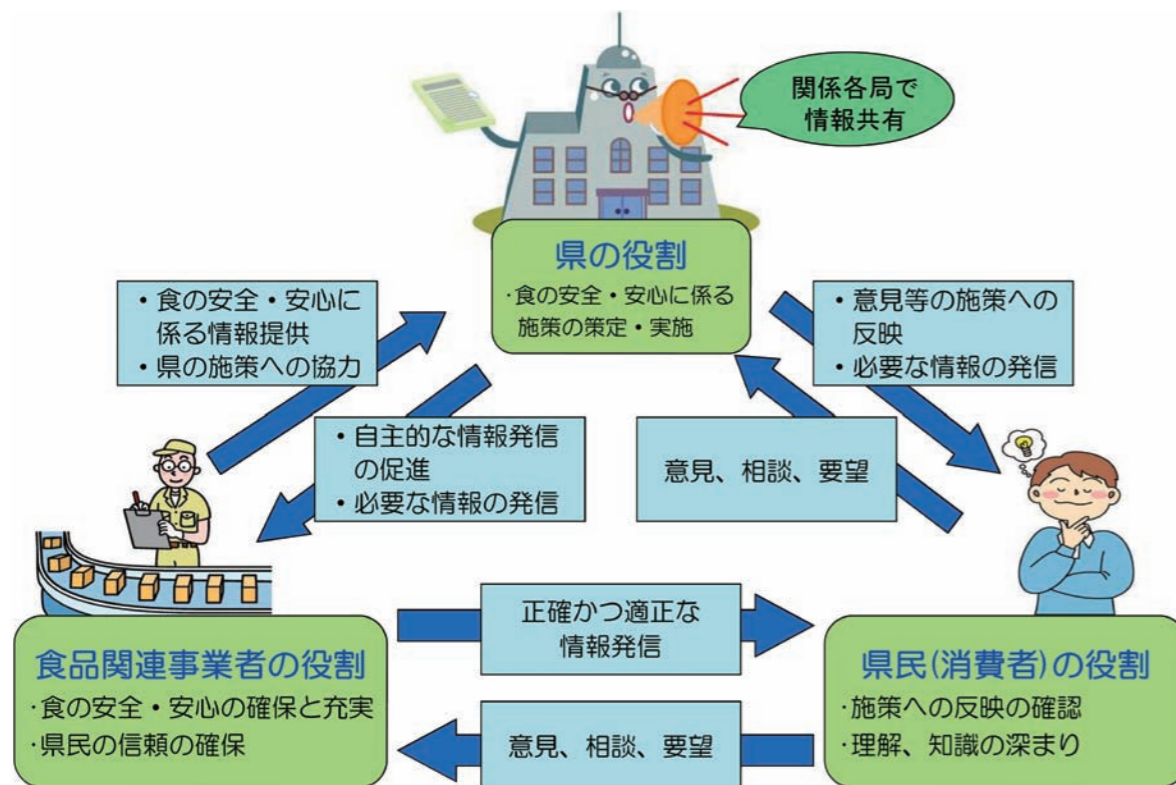 関係各局で
情報共有
県の役割
・食の安全・安心に係る
施策の策定・実施
・食の安全・安心に
係る情報提供
・県の施策への協力
・意見等の施策への
反映
・必要な情報の発信
・自主的な情報発信
の促進
・必要な情報の発信
意見、相談、要望
正確かつ適正な
情報発信
食品関連事業者の役割
・食の安全・安心の確保と充実
・県民の信頼の確保
県民(消費者)の役割
・施策への反映の確認
・理解、知識の深まり
意見、相談、要望